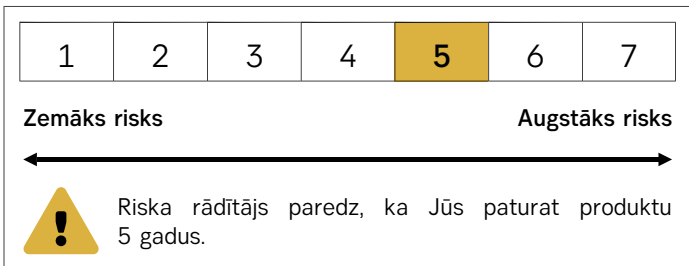 1 2 3 4 5 6 7
Zemāks risks Augstāks risks
Riska rādītājs paredz, ka Jūs paturat produktu
5 gadus.